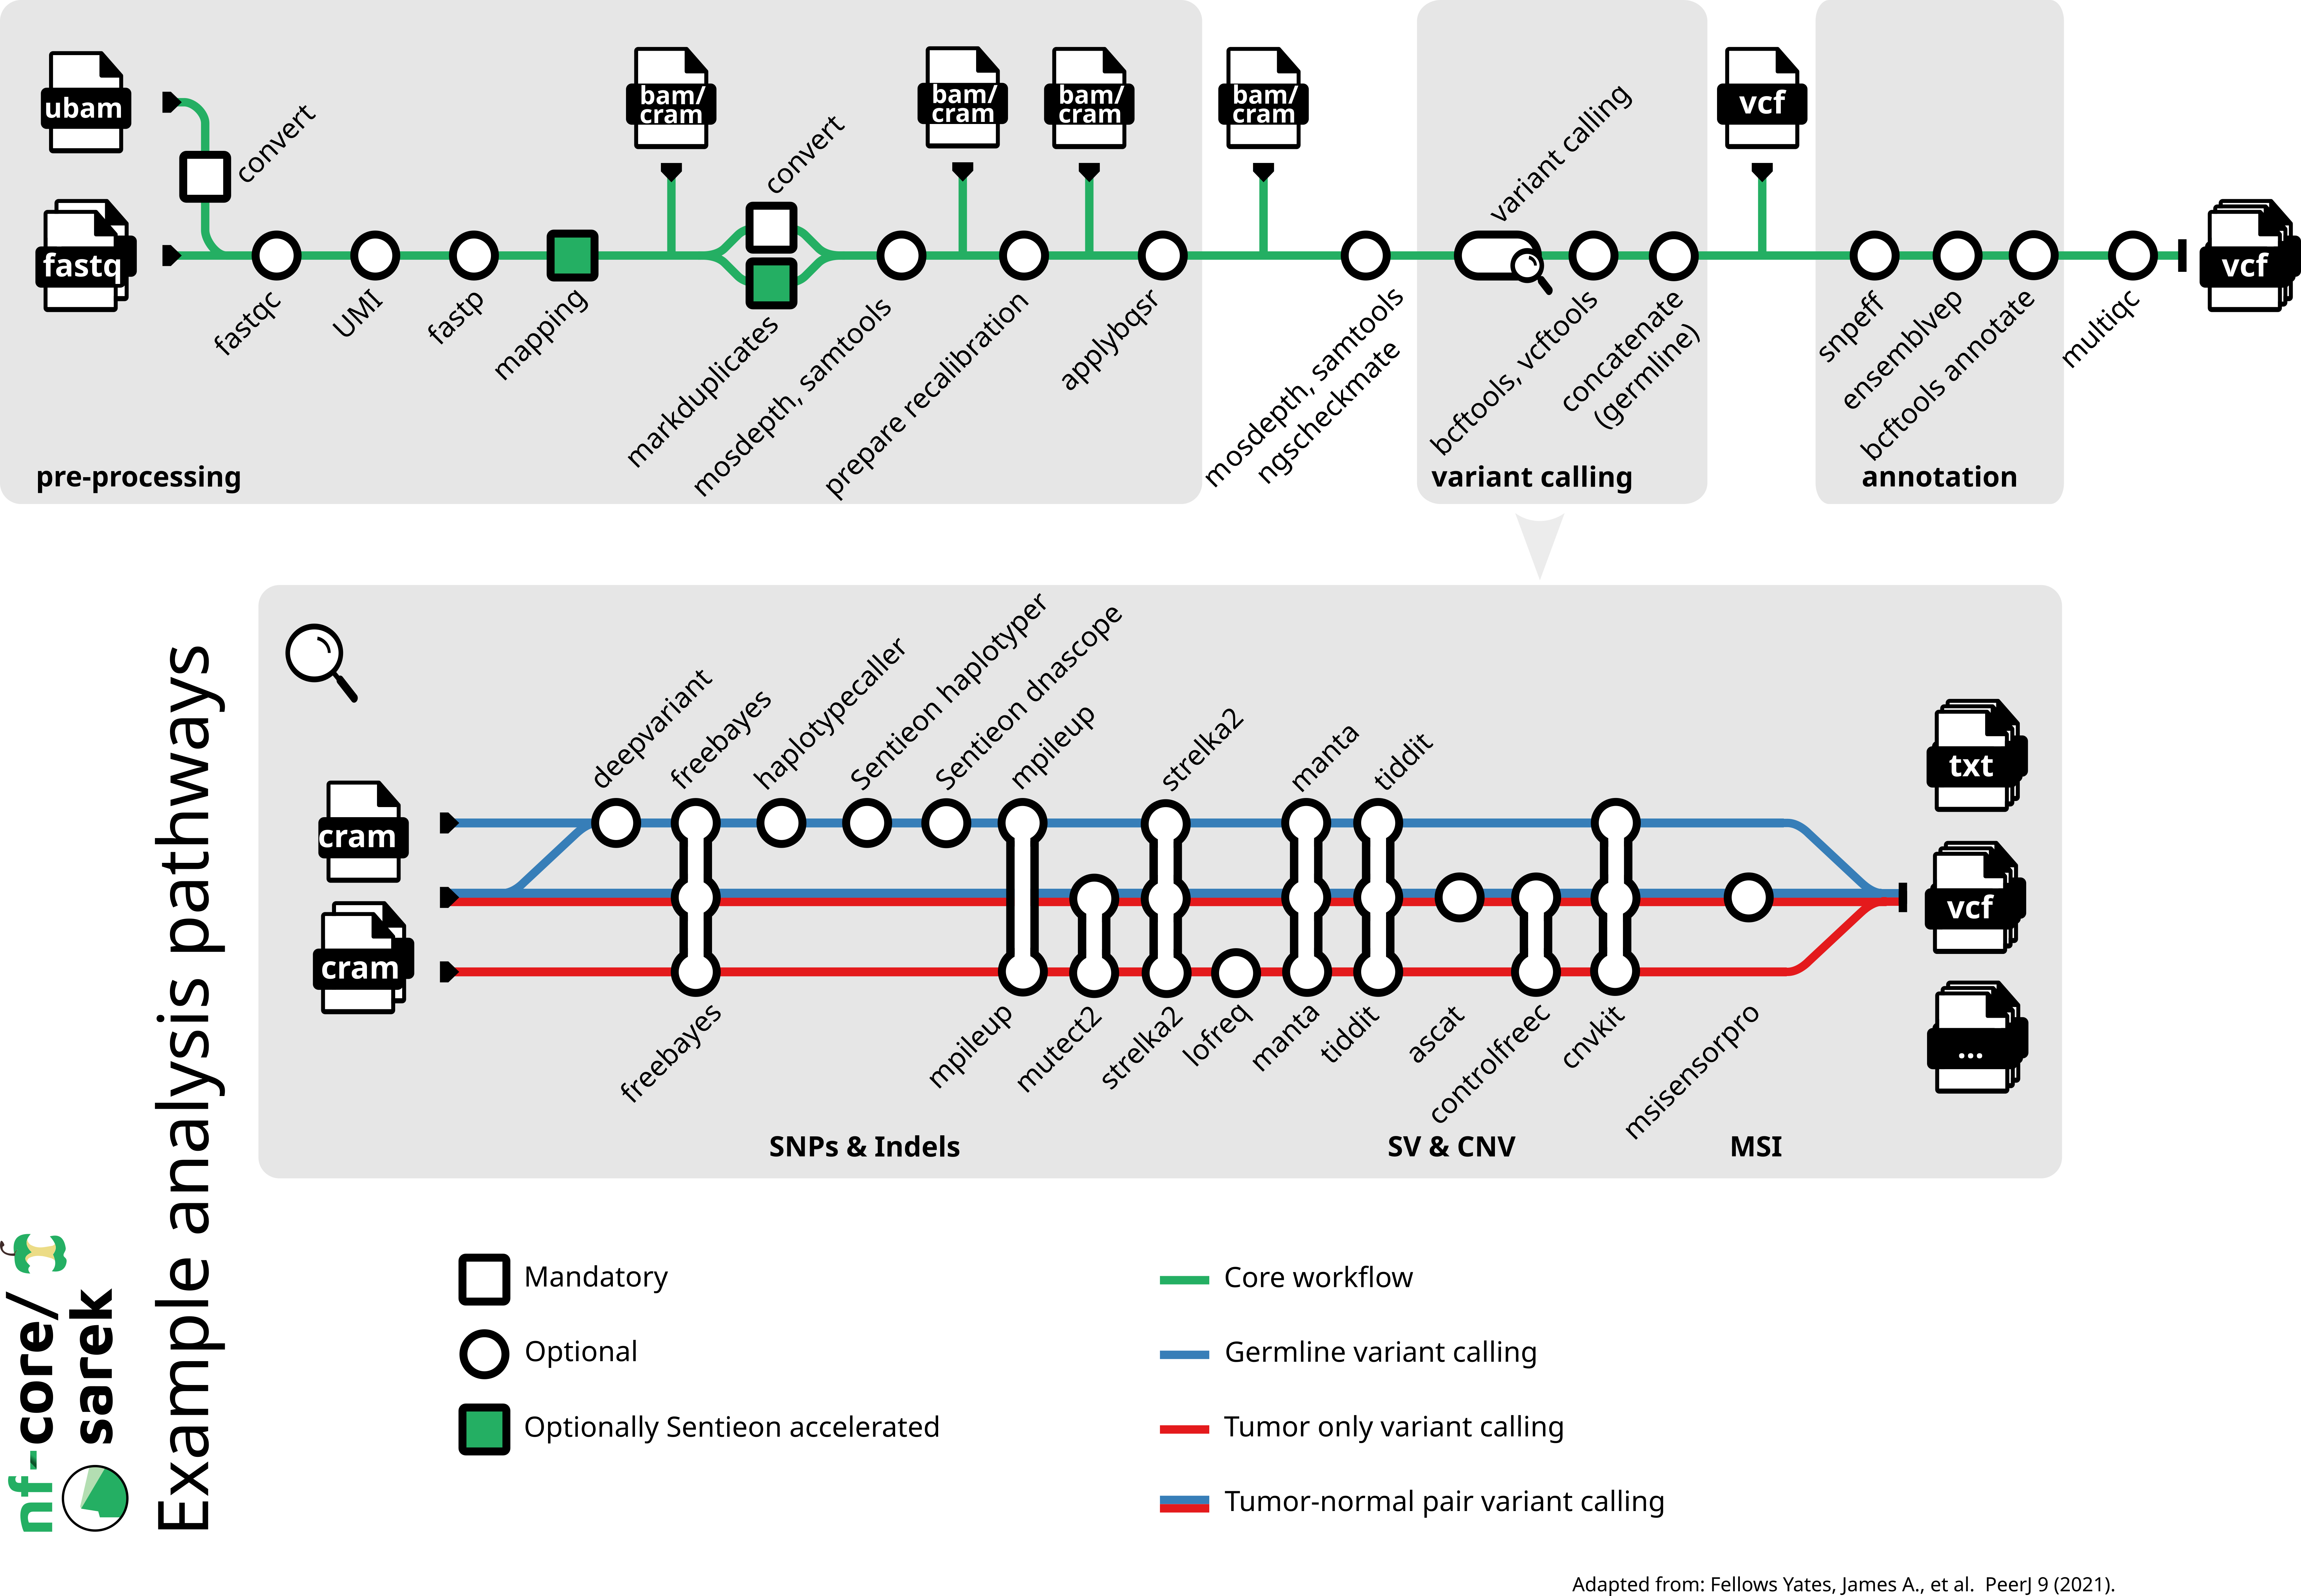 ubam
fastq
convert
bam/
cram
convert
bam/
cram
bam/
cram
bam/
cram
variant calling
vcf
vcf
fastqc
UMI
fastp
mapping
markduplicates
mosdepth, samtools
prepare recalibration
applybqsr
mosdepth, samtools
ngscheckmate
bcftools, vcftools
concatenate
(germline)
snpeff
ensemblvep
bcftools annotate
multiqc
pre-processing
variant calling
annotation
deepvariant
freebayes
haplotypecaller
Sentieon haplotyper
Sentieon dnascope
mpileup
strelka2
manta
tiddit
cram
cram
txt
vcf
...
freebayes
mpileup
mutect2
strelka2
lofreq
manta
tiddit
ascat
controlfreec
cnvkit
msisensorpro
SNPs & Indels
SV & CNV
MSI
nf-core/
sarek
Example analysis pathways
Mandatory
Optional
Optionally Sentieon accelerated
Core workflow
Germline variant calling
Tumor only variant calling
Tumor-normal pair variant calling
Adapted from: Fellows Yates, James A., et al. PeerJ 9 (2021).